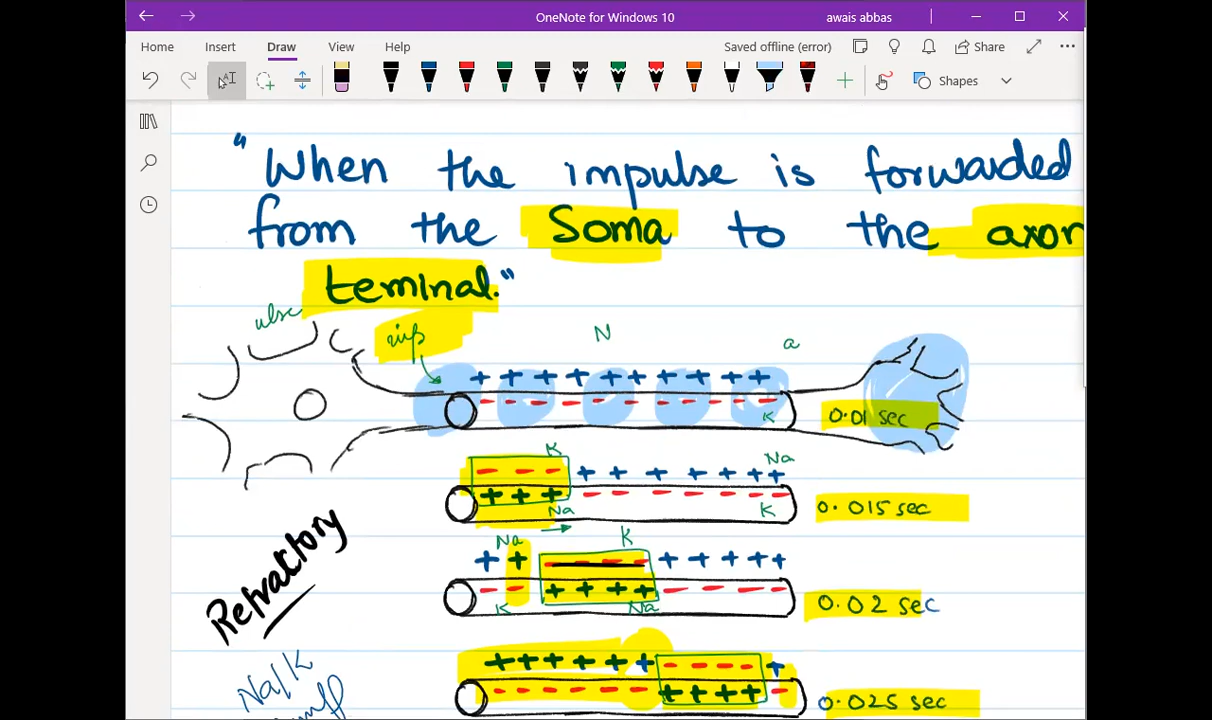 OneNote for Windows 10
awais abbas
Home Insert Draw View Help
Saved offline (error)
Share
Shapes
"When the impulse is forwarded
from the Soma to the axon
teminal."
N
a
+ + + + + + + + + +
- - - - - - - - - -
K
0.01 sec
K
Na
- - - + + + + + +
+ + + - - - - - - -
Na
K
0.015 sec
Na
K
+ + - - - - + + + + +
- - + + + + - - - -
K
Na
0.02 sec
Refractory
+ + + + + + - - - - +
- - - - - - + + + + -
0.025 sec
Na/K